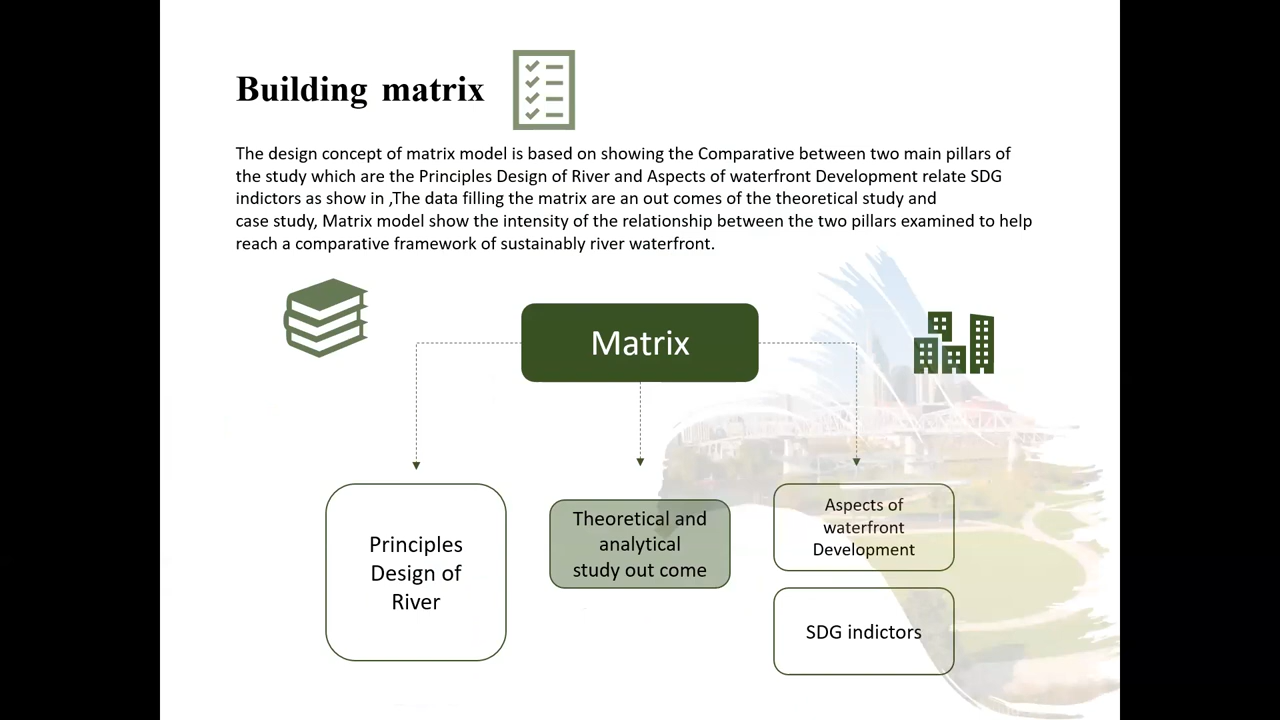 Building matrix
The design concept of matrix model is based on showing the Comparative between two main pillars of
the study which are the Principles Design of River and Aspects of waterfront Development relate SDG
indictors as show in ,The data filling the matrix are an out comes of the theoretical study and
case study, Matrix model show the intensity of the relationship between the two pillars examined to help
reach a comparative framework of sustainably river waterfront.
Matrix
Principles
Design of
River
Theoretical and
analytical
study out come
Aspects of
waterfront
Development
SDG indictors